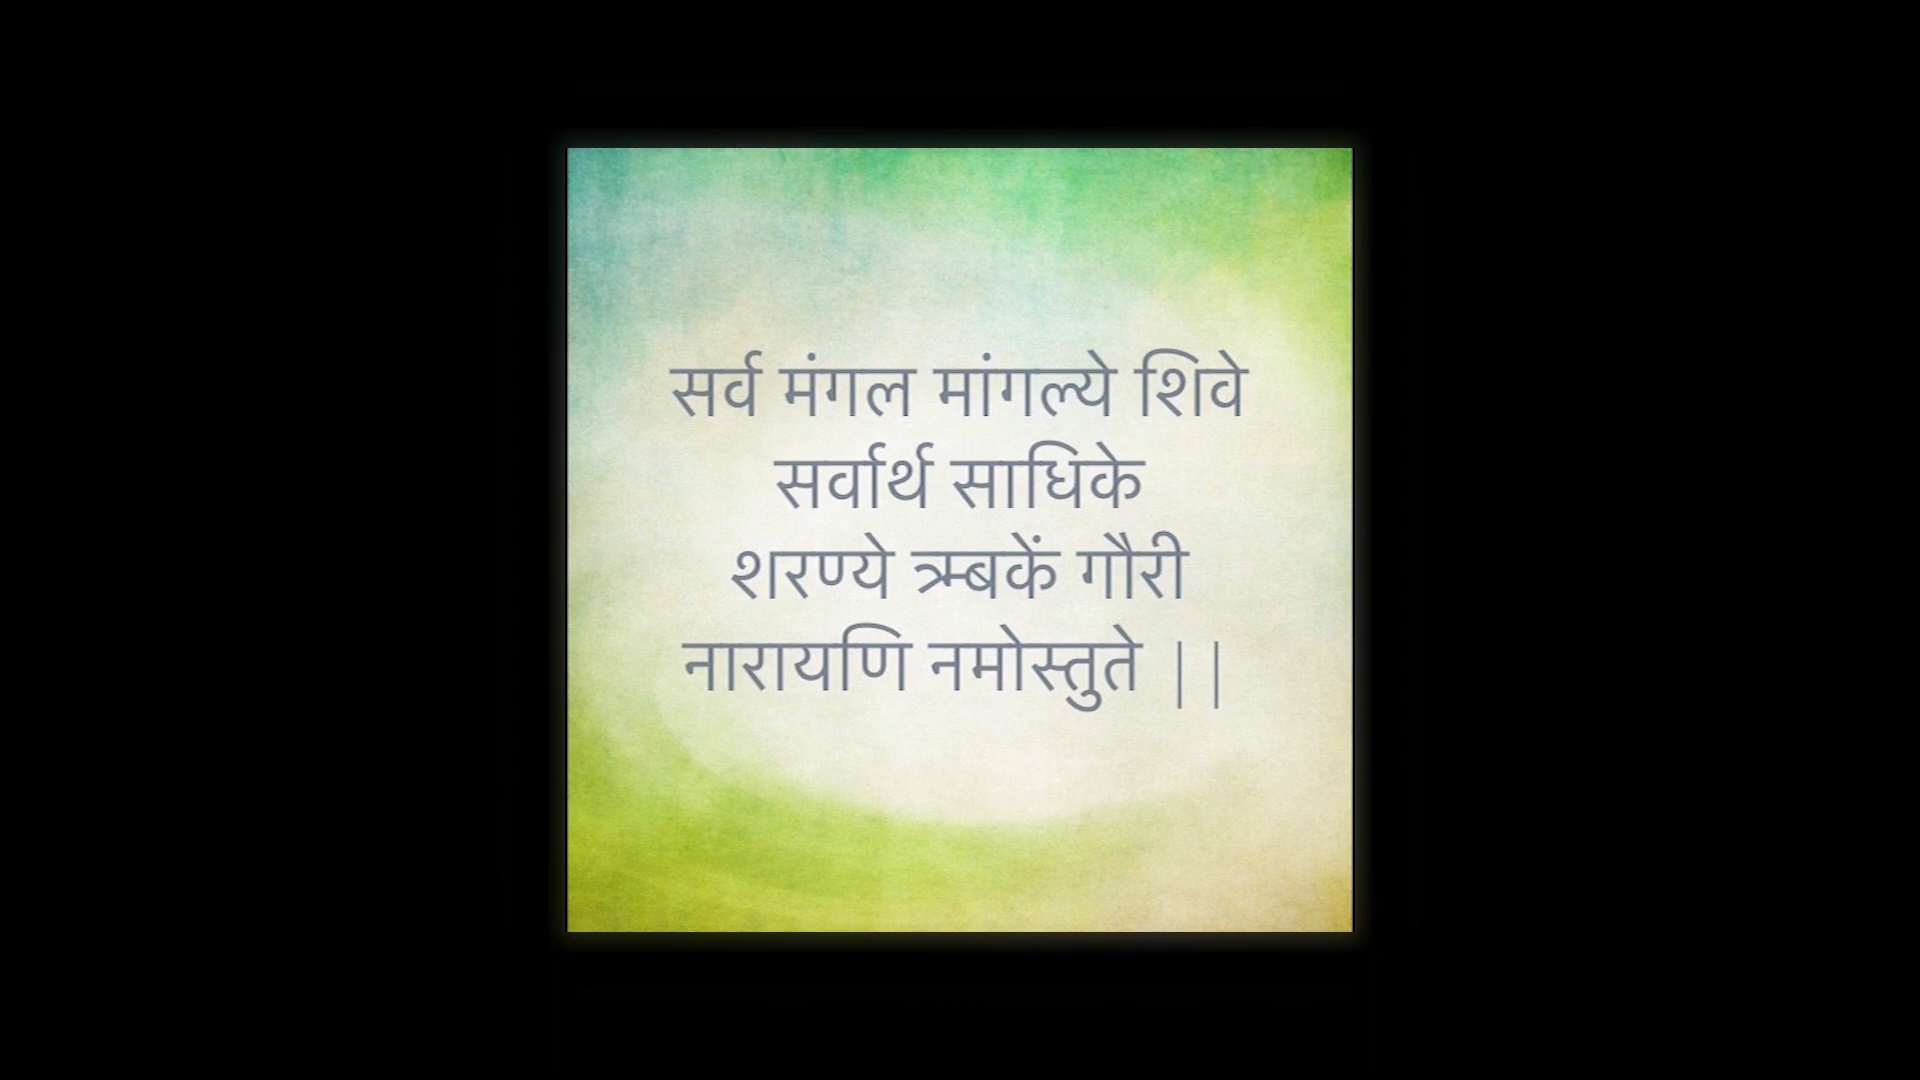 सर्व मंगल मांगल्ये शिवे
सर्वार्थ साधिके
शरण्ये त्र्म्बकें गौरी
नारायणि नमोस्तुते ||